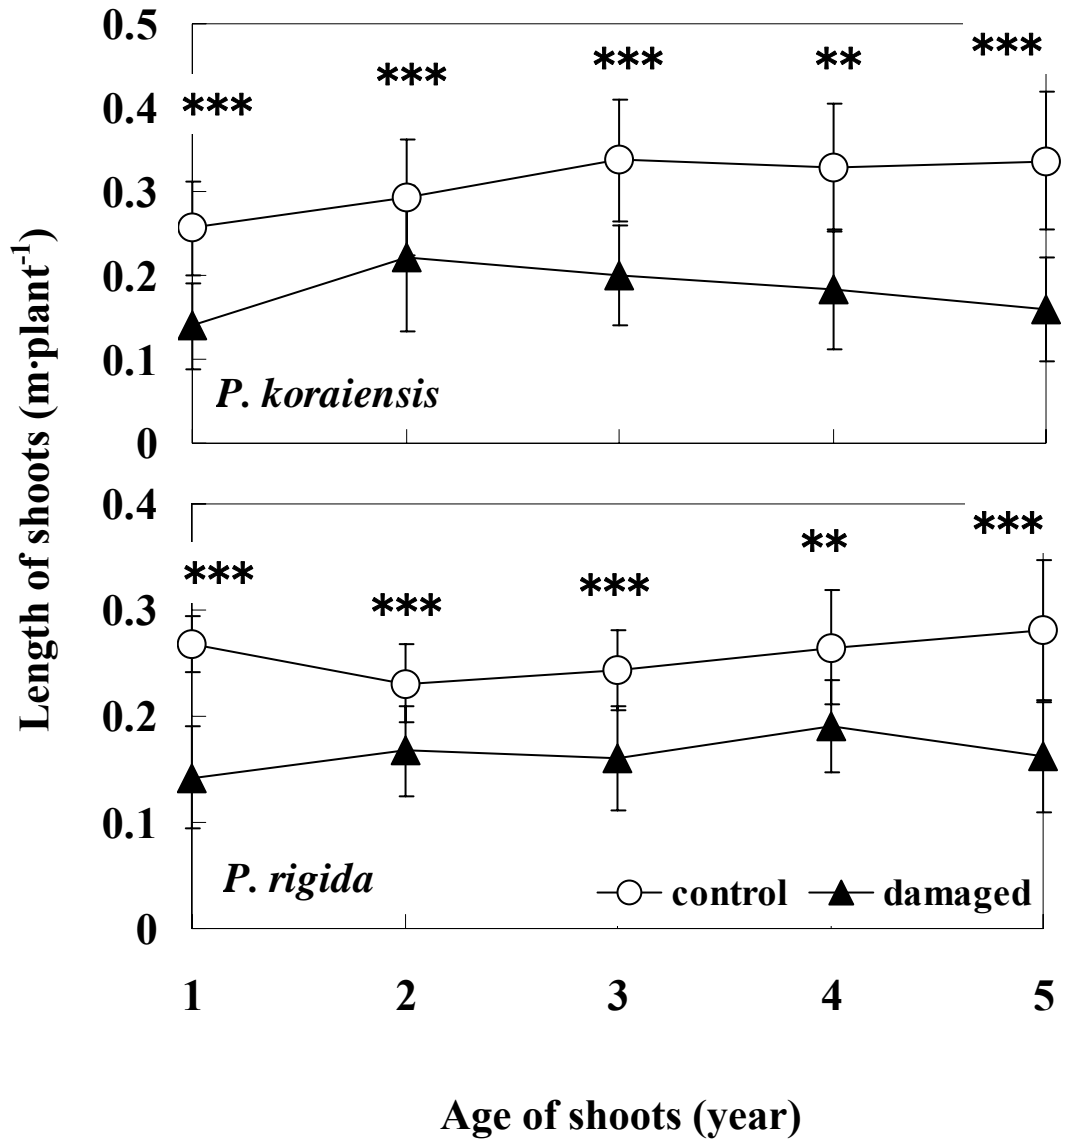 Length of shoots (m·plant-1)
0.5
*** *** *** ** ***
0.4
0.3
0.2
0.1
P. koraiensis
0
0.4
*** *** *** ** ***
0.3
0.2
0.1
P. rigida
control damaged
0
1 2 3 4 5
Age of shoots (year)